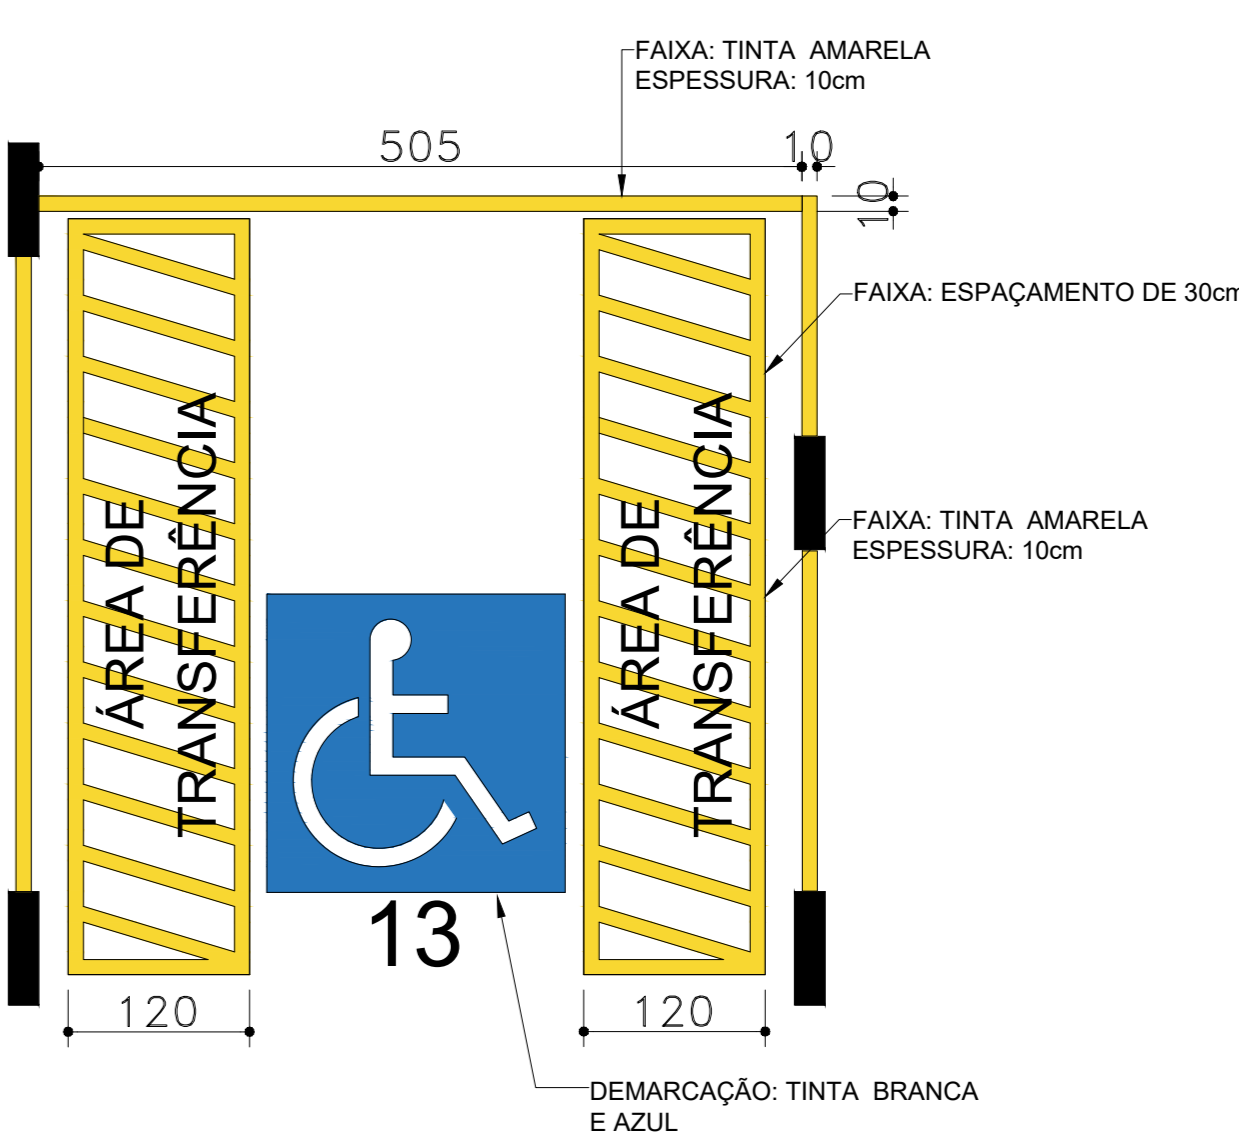 FAIXA: TINTA AMARELA
ESPESSURA: 10cm
505
10
10
FAIXA: ESPAÇAMENTO DE 30cm
FAIXA: TINTA AMARELA
ESPESSURA: 10cm
ÁREA DE
TRANSFERÊNCIA
ÁREA DE
TRANSFERÊNCIA
13
120
120
DEMARCAÇÃO: TINTA BRANCA
E AZUL